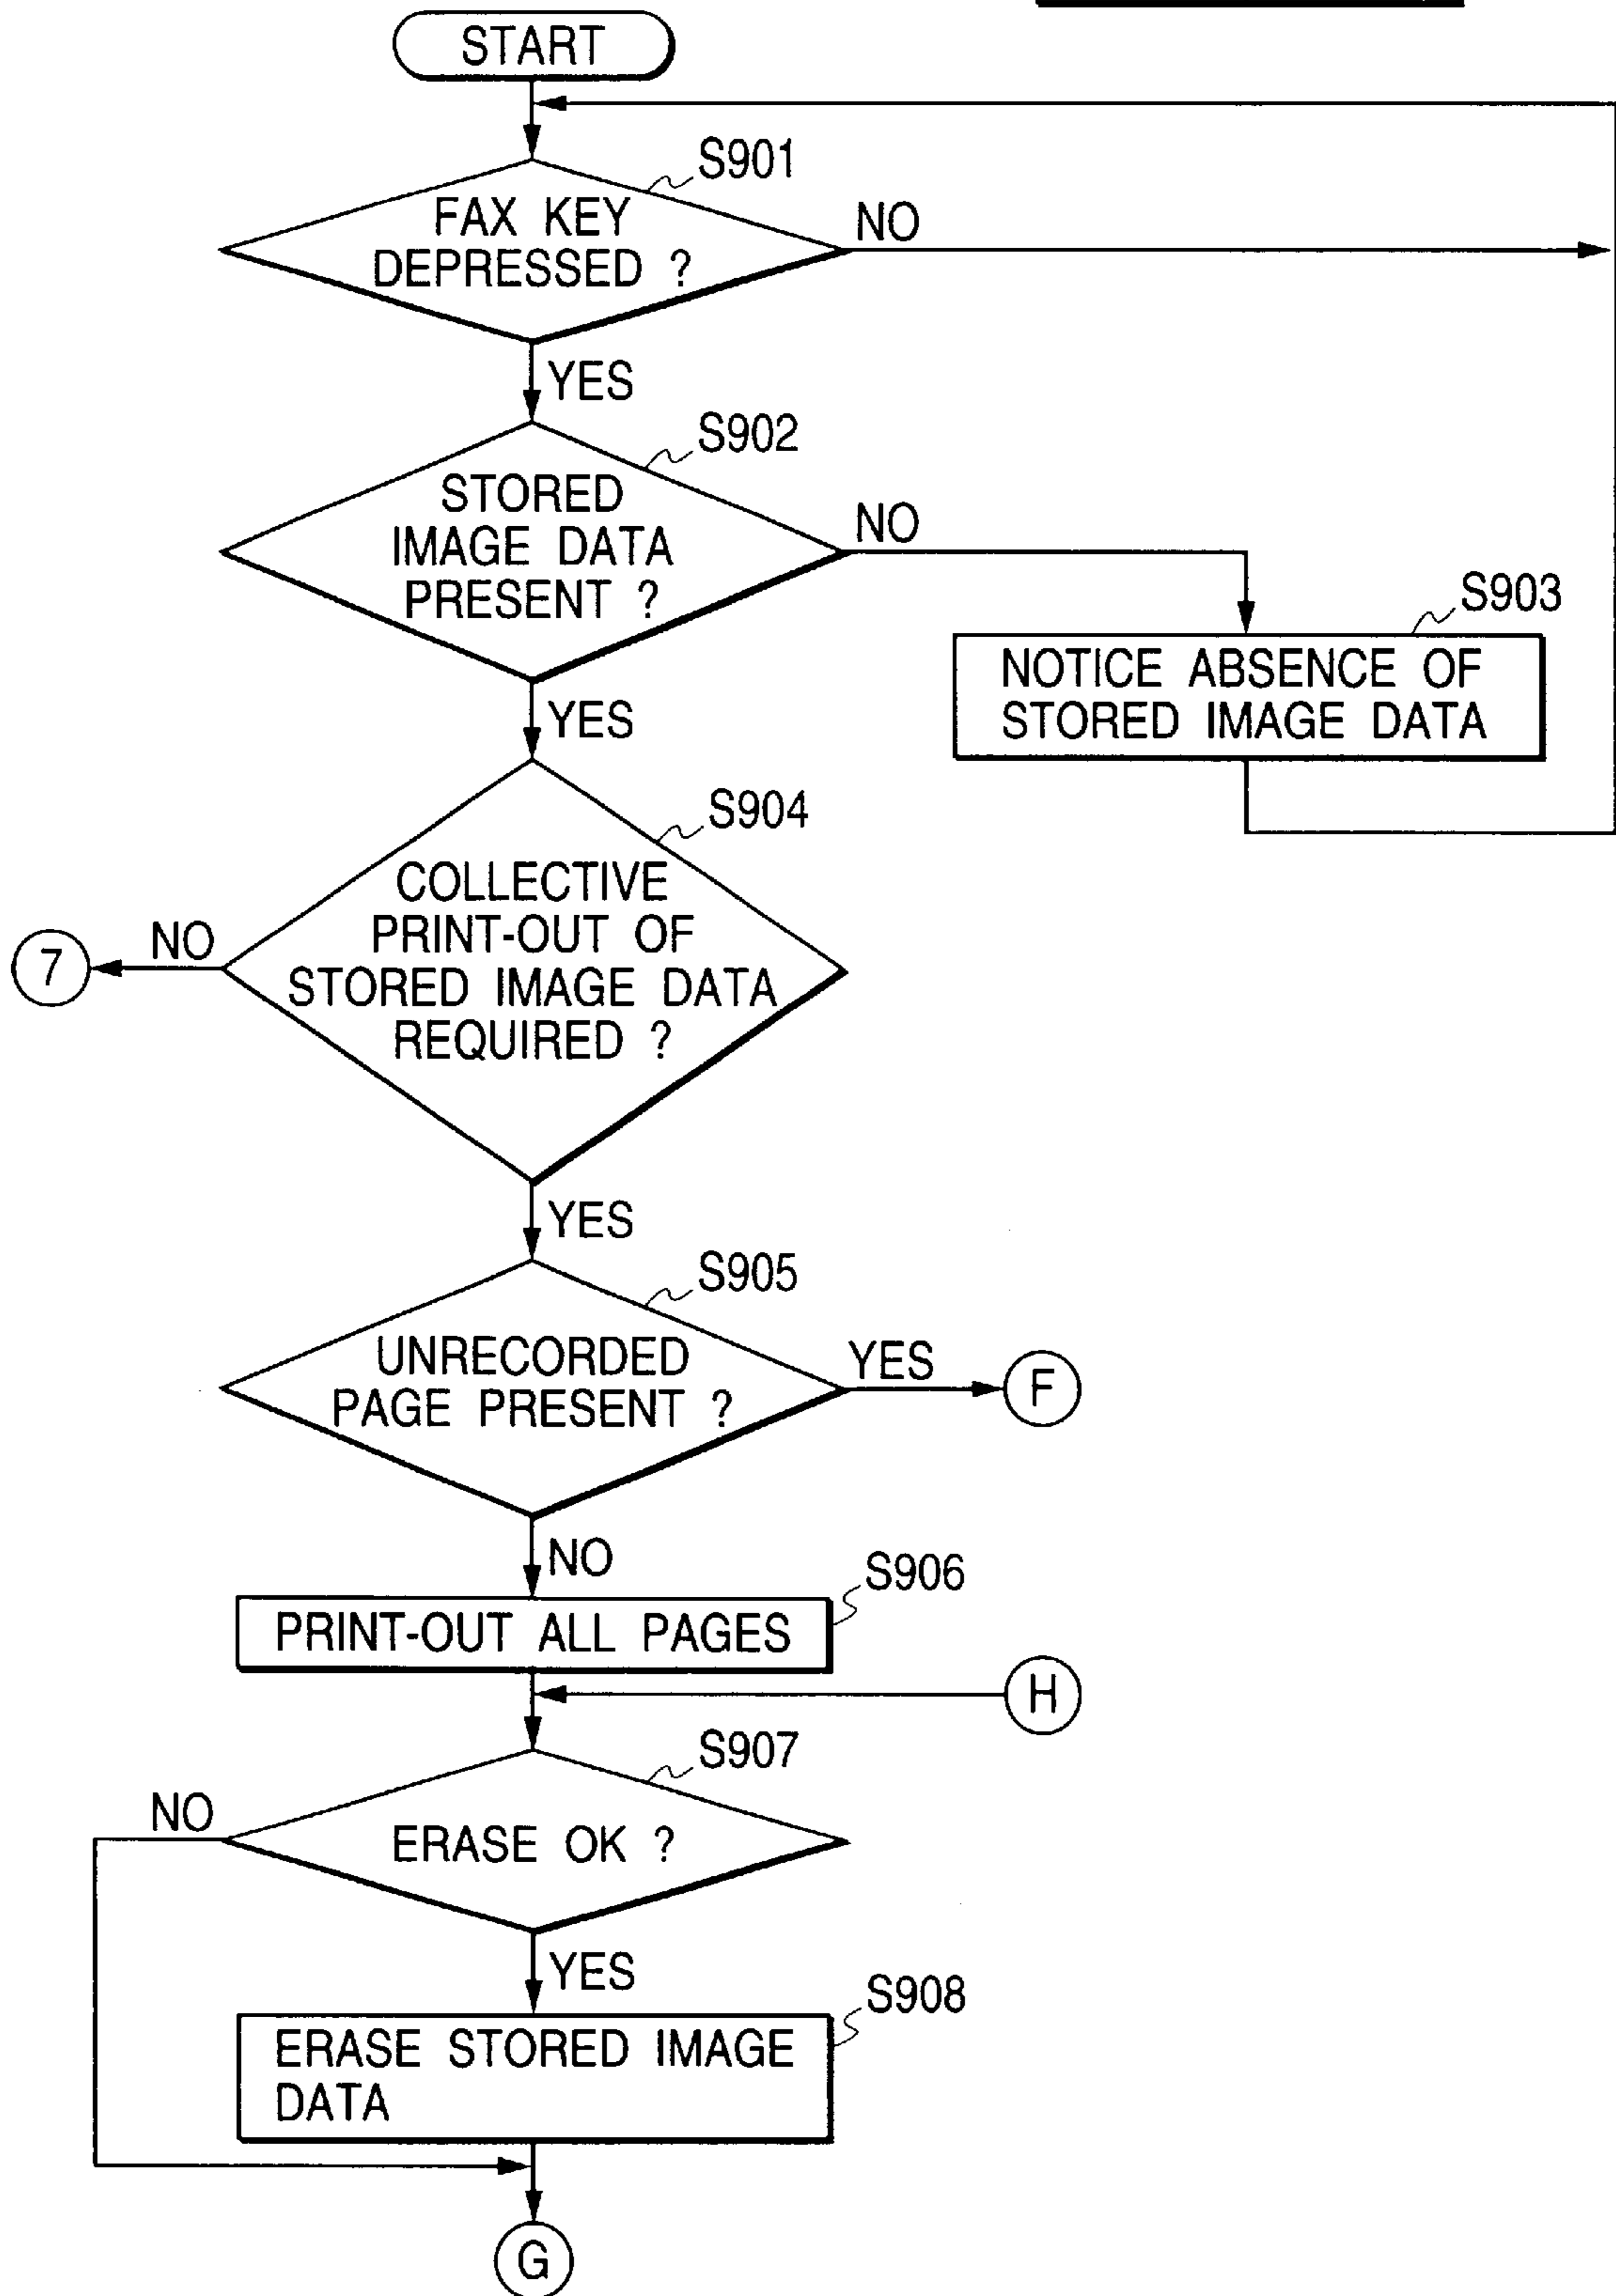 START
S901
FAX KEY
DEPRESSED ?
NO
YES
S902
STORED
IMAGE DATA
PRESENT ?
NO
S903
NOTICE ABSENCE OF
STORED IMAGE DATA
YES
S904
COLLECTIVE
PRINT-OUT OF
STORED IMAGE DATA
REQUIRED ?
NO
7
YES
S905
UNRECORDED
PAGE PRESENT ?
YES
F
NO
S906
PRINT-OUT ALL PAGES
H
S907
NO
ERASE OK ?
YES
S908
ERASE STORED IMAGE
DATA
G